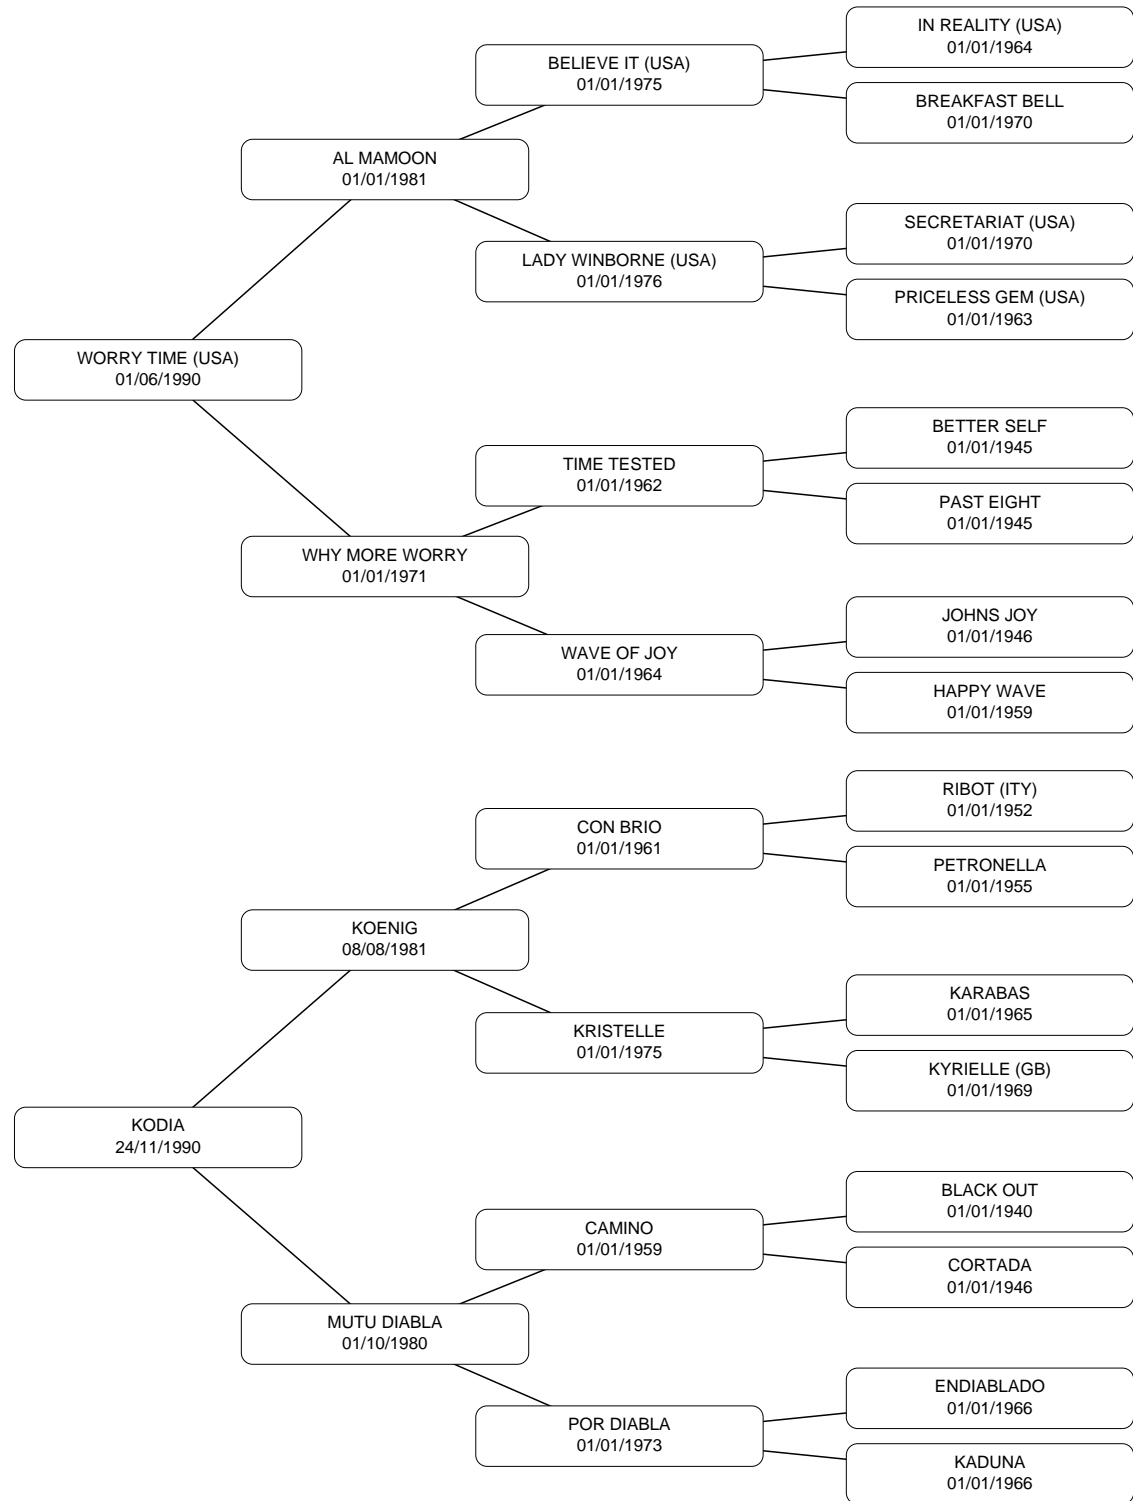 IN REALITY (USA)
01/01/1964
BELIEVE IT (USA)
01/01/1975
BREAKFAST BELL
01/01/1970
AL MAMOON
01/01/1981
SECRETARIAT (USA)
01/01/1970
LADY WINBORNE (USA)
01/01/1976
PRICELESS GEM (USA)
01/01/1963
WORRY TIME (USA)
01/06/1990
BETTER SELF
01/01/1945
TIME TESTED
01/01/1962
PAST EIGHT
01/01/1945
WHY MORE WORRY
01/01/1971
JOHNS JOY
01/01/1946
WAVE OF JOY
01/01/1964
HAPPY WAVE
01/01/1959
RIBOT (ITY)
01/01/1952
CON BRIO
01/01/1961
PETRONELLA
01/01/1955
KOENIG
08/08/1981
KARABAS
01/01/1965
KRISTELLE
01/01/1975
KYRIELLE (GB)
01/01/1969
KODIA
24/11/1990
BLACK OUT
01/01/1940
CAMINO
01/01/1959
CORTADA
01/01/1946
MUTU DIABLA
01/10/1980
ENDIABLADO
01/01/1966
POR DIABLA
01/01/1973
KADUNA
01/01/1966